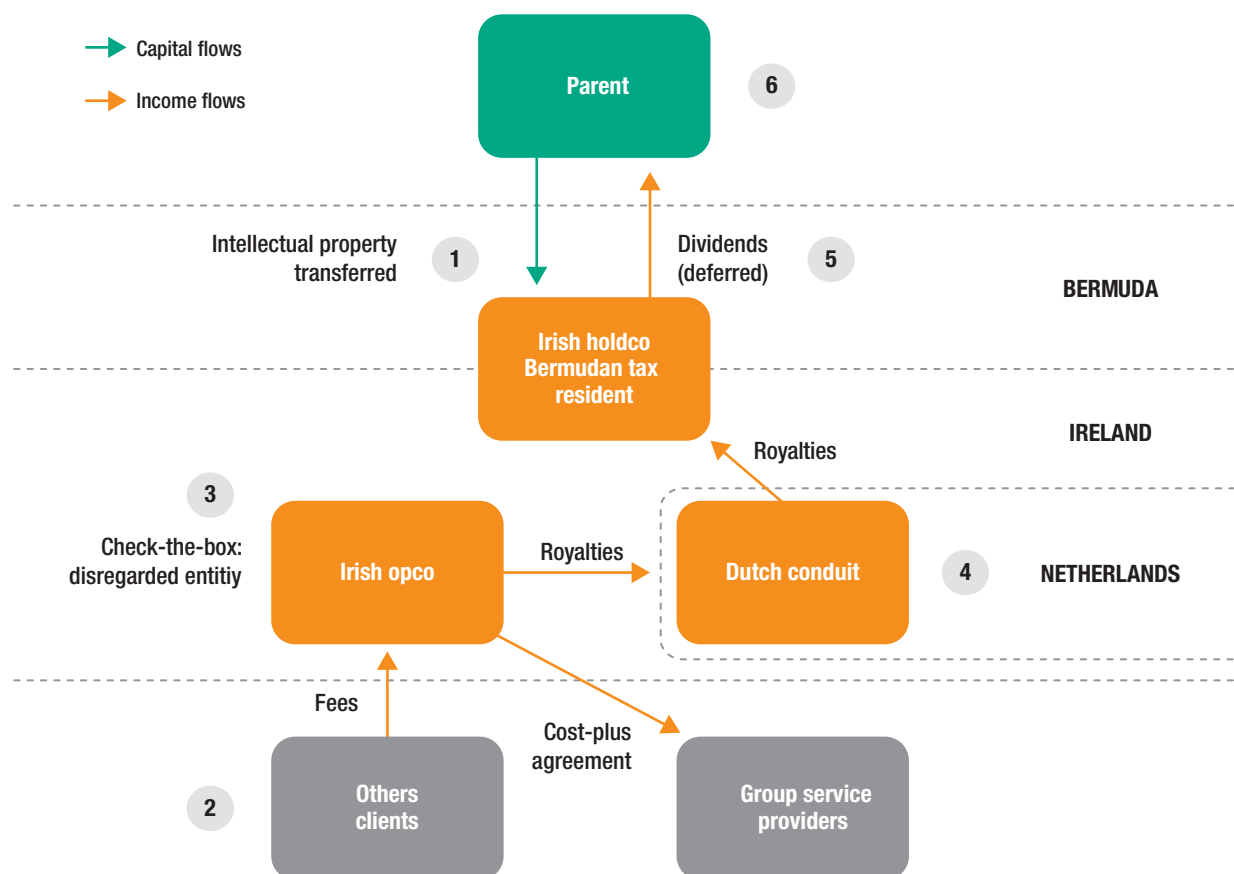 Capital flows
Income flows
Parent
6
Intellectual property
transferred
1
Dividends
(deferred)
5
BERMUDA
Irish holdco
Bermudan tax
resident
IRELAND
Royalties
3
Check-the-box:
disregarded entitiy
Irish opco
Royalties
Dutch conduit
4
NETHERLANDS
Fees
Cost-plus
agreement
2
Others
clients
Group service
providers